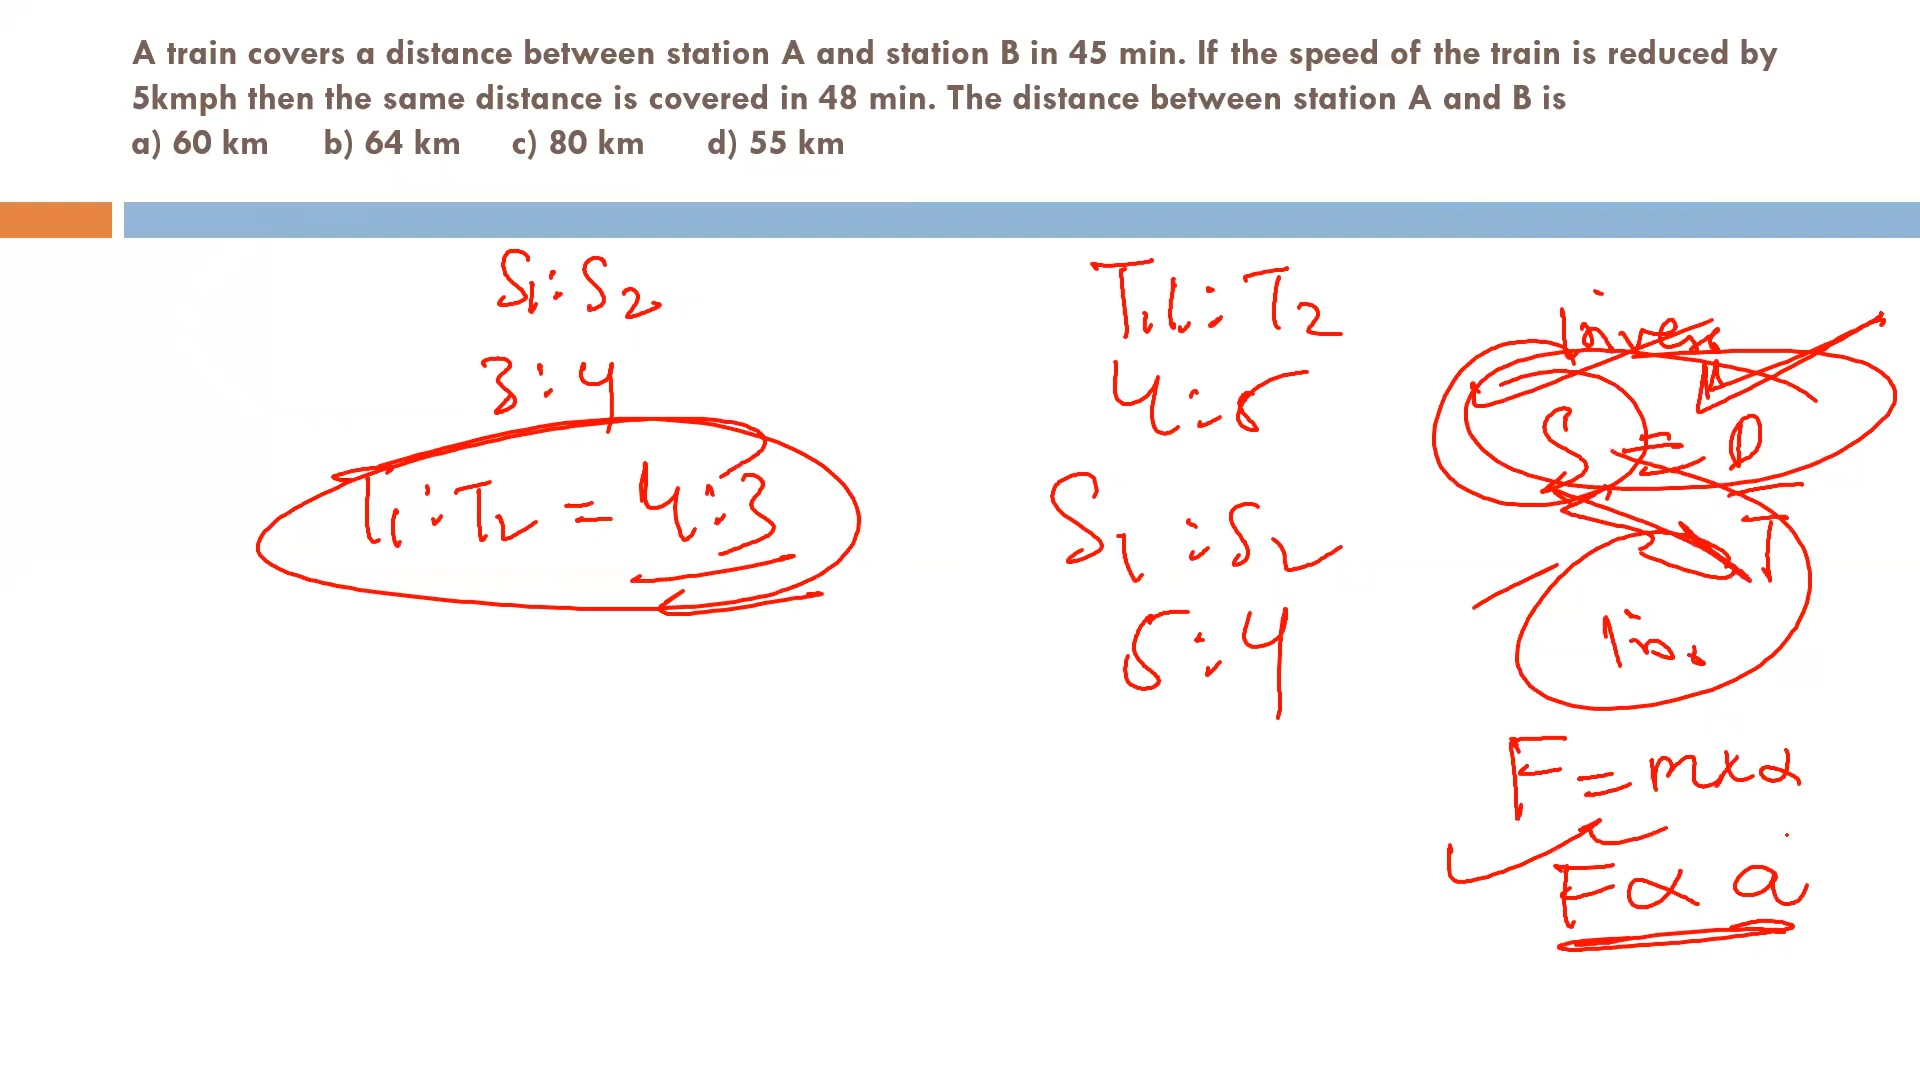 A train covers a distance between station A and station B in 45 min. If the speed of the train is reduced by
5kmph then the same distance is covered in 48 min. The distance between station A and B is
a) 60 km b) 64 km c) 80 km d) 55 km
S1 : S2
3 : 4
T1 : T2 = 4 : 3
T1 : T2
4 : 5
S1 : S2
5 : 4
S = D
T
F = m x a
F ∝ a